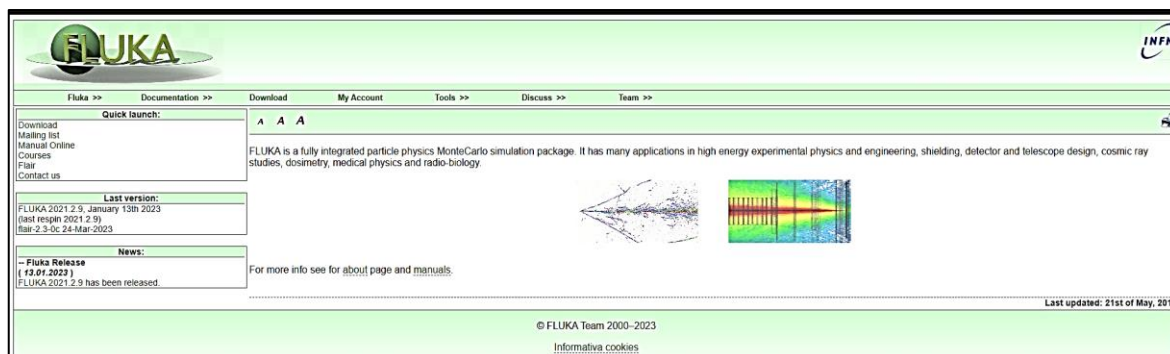 FLUKA
INFN
Fluka >> Documentation >> Download My Account Tools >> Discuss >> Team >>
Quick launch:
Download
Mailing list
Manual Online
Courses
Flair
Contact us
Last version:
FLUKA 2021.2.9, January 13th 2023
(last respin 2021.2.9)
flair-2.3-0c 24-Mar-2023
News:
-- Fluka Release
( 13.01.2023 )
FLUKA 2021.2.9 has been released.
A A A
FLUKA is a fully integrated particle physics MonteCarlo simulation package. It has many applications in high energy experimental physics and engineering, shielding, detector and telescope design, cosmic ray
studies, dosimetry, medical physics and radio-biology.
For more info see for about page and manuals.
Last updated: 21st of May, 201
© FLUKA Team 2000–2023
Informativa cookies